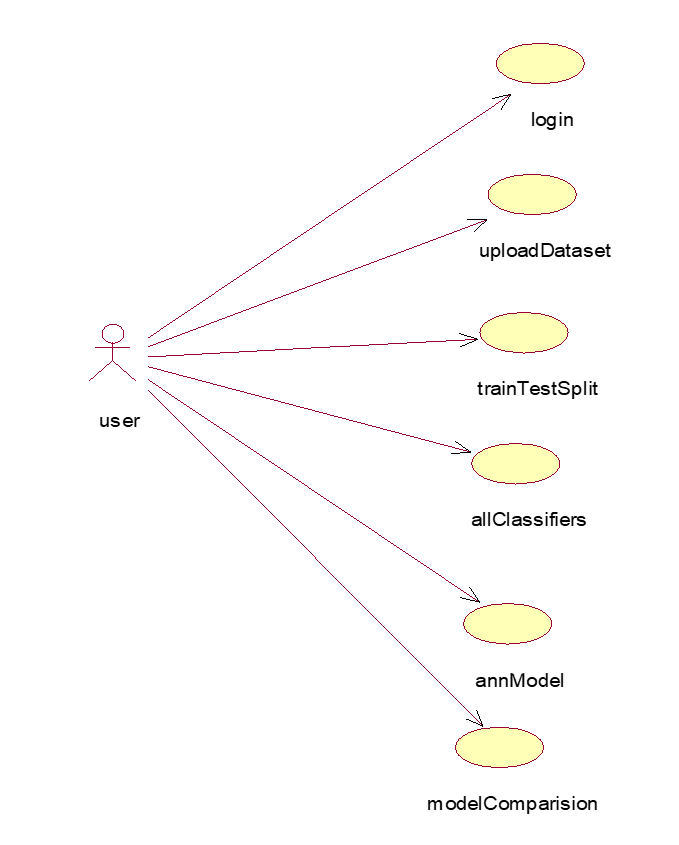 login
uploadDataset
trainTestSplit
user
allClassifiers
annModel
modelComparision